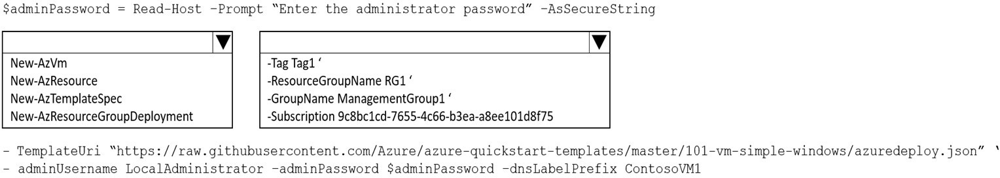 $adminPassword = Read-Host –Prompt “Enter the administrator password” –AsSecureString
New-AzVm
New-AzResource
New-AzTemplateSpec
New-AzResourceGroupDeployment
-Tag Tag1 ‘
-ResourceGroupName RG1 ‘
-GroupName ManagementGroup1 ‘
-Subscription 9c8bc1cd-7655-4c66-b3ea-a8ee101d8f75
– TemplateUri “https://raw.githubusercontent.com/Azure/azure-quickstart-templates/master/101-vm-simple-windows/azuredeploy.json” ‘
– adminUsername LocalAdministrator –adminPassword $adminPassword –dnsLabelPrefix ContosoVM1